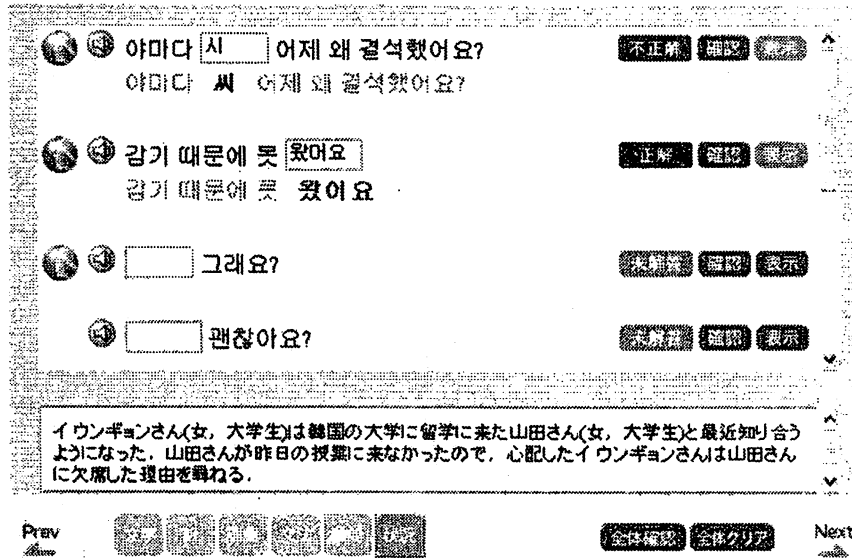 야마다 시 어제 왜 결석했어요? 不正解 確認 表示
야마다 씨 어제 왜 결석했어요?
감기 때문에 못 왔어요 正解 確認 表示
감기 때문에 못 왔어요
그래요? 未解答 確認 表示
괜찮아요? 未解答 確認 表示
イ ウンギョンさん(女，大学生)は韓国の大学に留学に来た山田さん(女，大学生)と最近知り合う
ようになった．山田さんが昨日の授業に来なかったので，心配したイ ウンギョンさんは山田さん
に欠席した理由を尋ねる．
Prev 全体確認 全体クリア Next